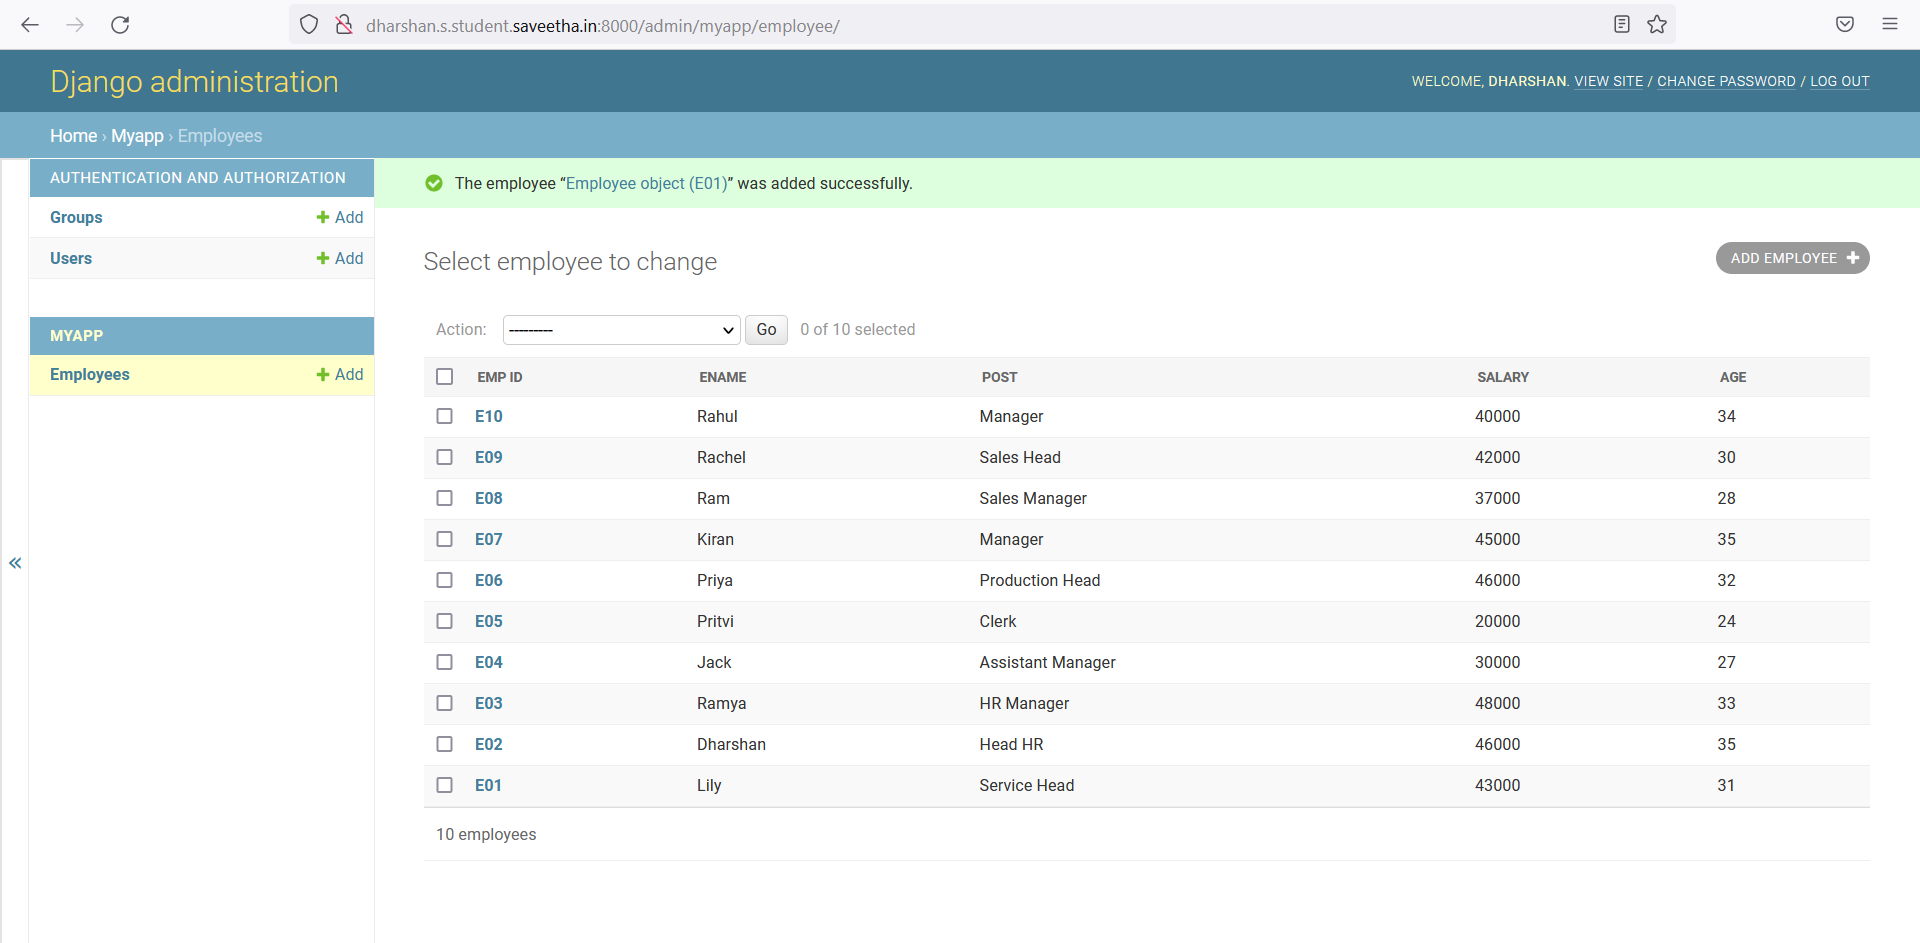 dharshan.s.student.saveetha.in:8000/admin/myapp/employee/
Django administration
WELCOME, DHARSHAN. VIEW SITE / CHANGE PASSWORD / LOG OUT
Home › Myapp › Employees
AUTHENTICATION AND AUTHORIZATION
Groups + Add
Users + Add
MYAPP
Employees + Add
The employee “Employee object (E01)” was added successfully.
Select employee to change
ADD EMPLOYEE +
Action: --------- Go 0 of 10 selected
EMP ID ENAME POST SALARY AGE
E10 Rahul Manager 40000 34
E09 Rachel Sales Head 42000 30
E08 Ram Sales Manager 37000 28
E07 Kiran Manager 45000 35
E06 Priya Production Head 46000 32
E05 Pritvi Clerk 20000 24
E04 Jack Assistant Manager 30000 27
E03 Ramya HR Manager 48000 33
E02 Dharshan Head HR 46000 35
E01 Lily Service Head 43000 31
10 employees
«